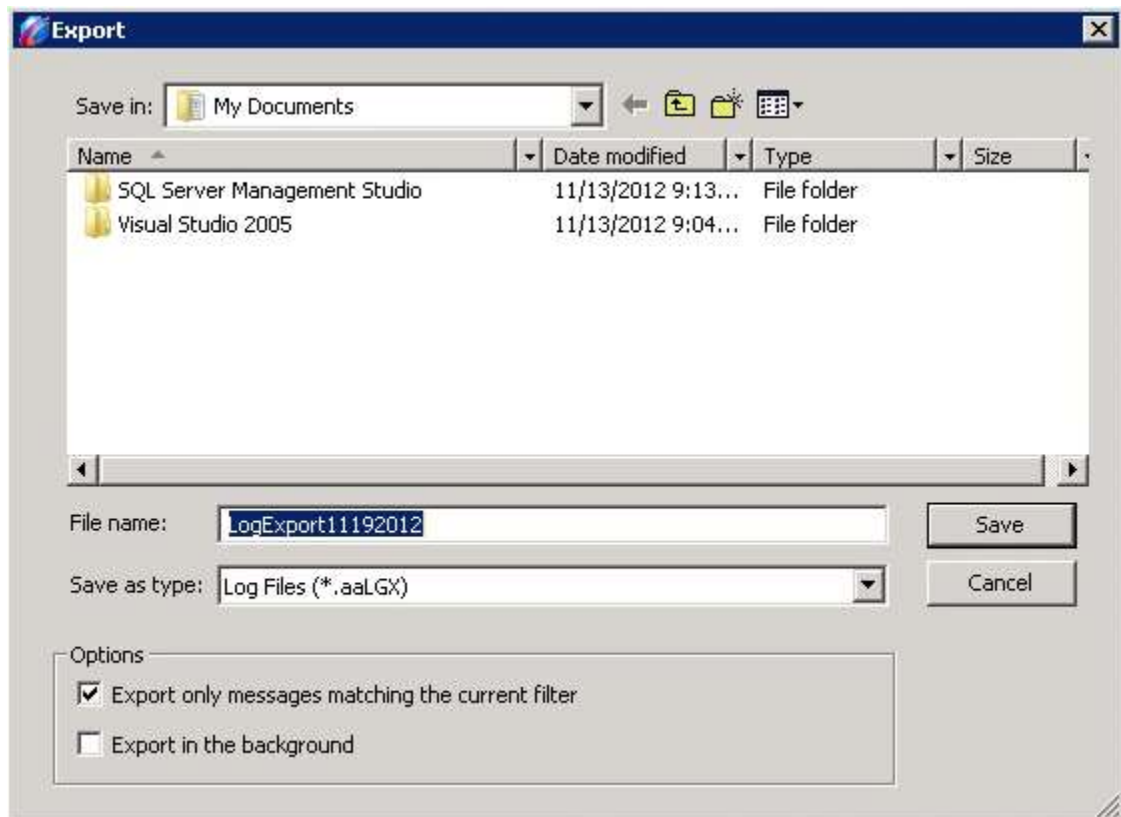 Export
Save in: My Documents
Name Date modified Type Size
SQL Server Management Studio 11/13/2012 9:13... File folder
Visual Studio 2005 11/13/2012 9:04... File folder
File name: LogExport11192012 Save
Save as type: Log Files (*.aaLGX) Cancel
Options
Export only messages matching the current filter
Export in the background